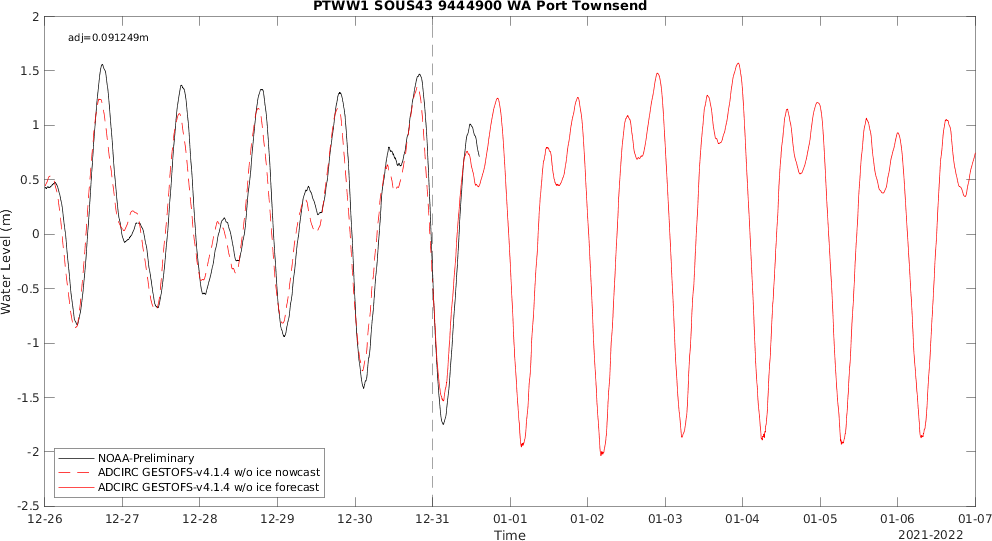 PTWW1 SOUS43 9444900 WA Port Townsend
adj=0.091249m
2
1.5
1
0.5
0
-0.5
-1
-1.5
-2
-2.5
Water Level (m)
NOAA-Preliminary
ADCIRC GESTOFS-v4.1.4 w/o ice nowcast
ADCIRC GESTOFS-v4.1.4 w/o ice forecast
12-26 12-27 12-28 12-29 12-30 12-31 01-01 01-02 01-03 01-04 01-05 01-06 01-07
Time
2021-2022